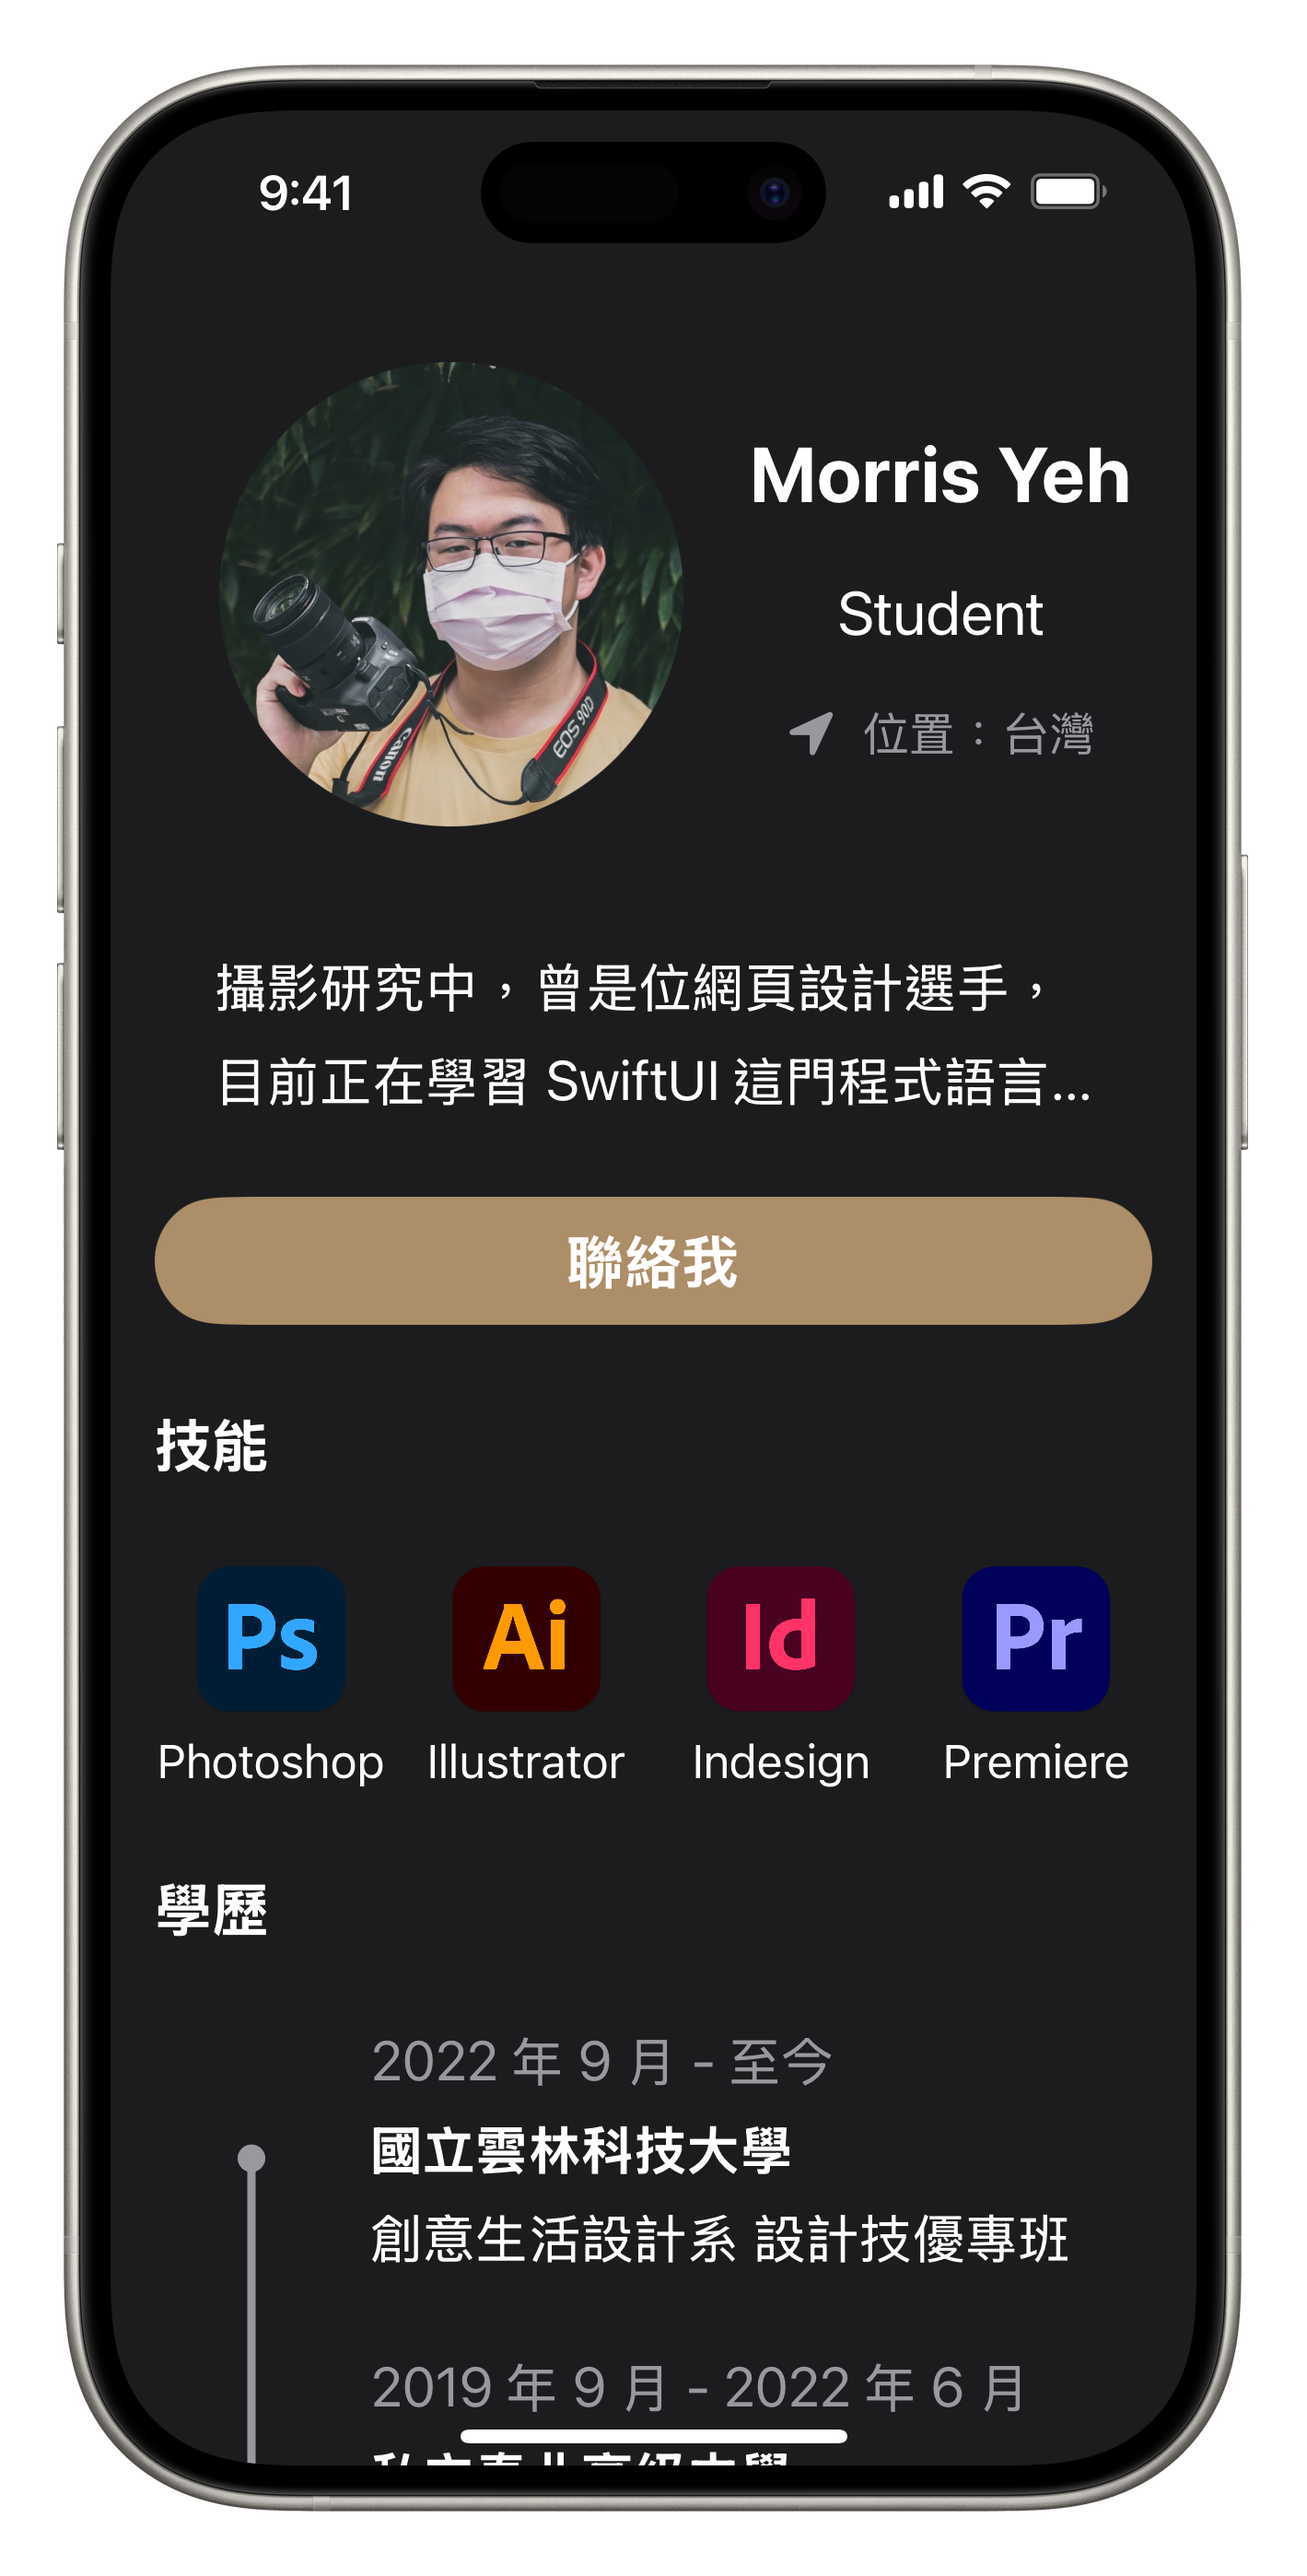 9:41
Morris Yeh
Student
位置：台灣
Canon
EOS 90D
攝影研究中，曾是位網頁設計選手，
目前正在學習 SwiftUI 這門程式語言...
聯絡我
技能
Ps Ai Id Pr
Photoshop Illustrator Indesign Premiere
學歷
2022 年 9 月 - 至今
國立雲林科技大學
創意生活設計系 設計技優專班
2019 年 9 月 - 2022 年 6 月